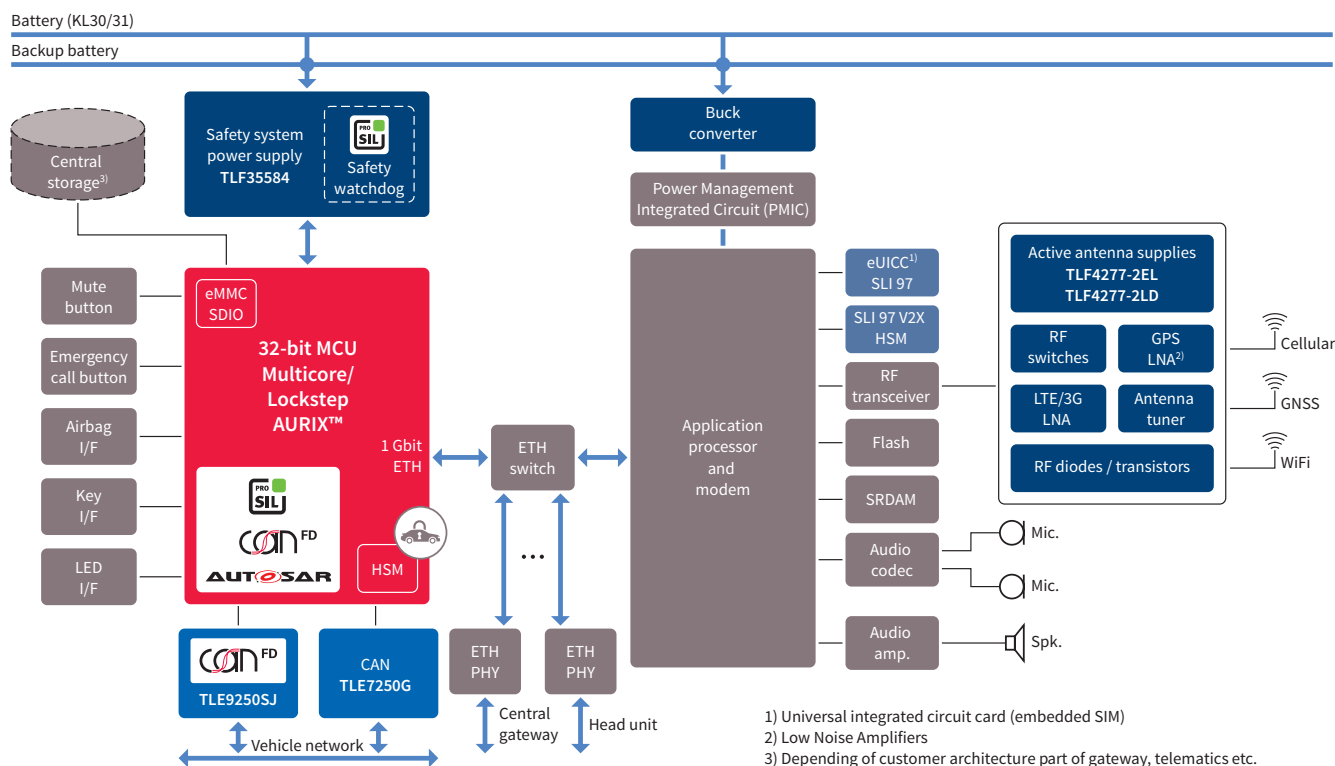 Battery (KL30/31)
Backup battery
Central
storage3)
Safety system
power supply
TLF35584
PRO
SIL
Safety
watchdog
Buck
converter
Power Management
Integrated Circuit (PMIC)
Mute
button
Emergency
call button
Airbag
I/F
Key
I/F
LED
I/F
eMMC
SDIO
32-bit MCU
Multicore/
Lockstep
AURIX™
1 Gbit
ETH
PRO
SIL
CAN FD
AUTOSAR
HSM
ETH
switch
...
Application
processor
and
modem
eUICC1)
SLI 97
SLI 97 V2X
HSM
RF
transceiver
Flash
SRDAM
Audio
codec
Audio
amp.
Active antenna supplies
TLF4277-2EL
TLF4277-2LD
RF
switches
GPS
LNA2)
LTE/3G
LNA
Antenna
tuner
RF diodes / transistors
Cellular
GNSS
WiFi
Mic.
Mic.
Spk.
CAN FD
TLE9250SJ
CAN
TLE7250G
ETH
PHY
ETH
PHY
Vehicle network
Central
gateway
Head unit
1) Universal integrated circuit card (embedded SIM)
2) Low Noise Amplifiers
3) Depending of customer architecture part of gateway, telematics etc.